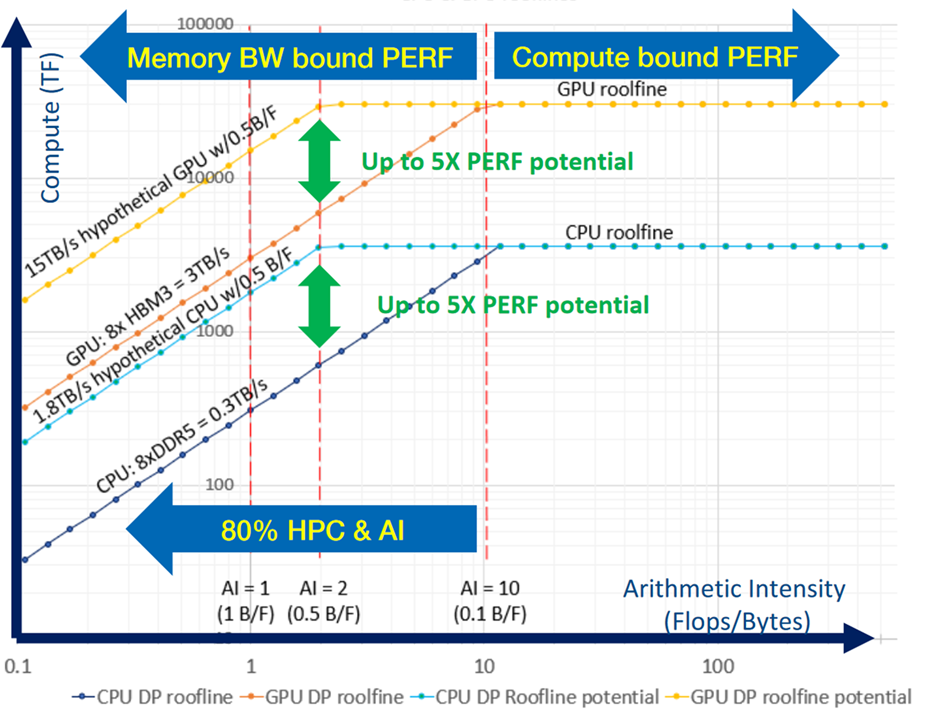 100000
Memory BW bound PERF
Compute bound PERF
GPU roolfine
Compute (TF)
15TB/s hypothetical GPU w/0.5B/F
Up to 5X PERF potential
10000
CPU roolfine
GPU: 8x HBM3 = 3TB/s
1.8TB/s hypothetical CPU w/0.5 B/F
Up to 5X PERF potential
1000
CPU: 8xDDR5 = 0.3TB/s
100
80% HPC & AI
AI = 1
(1 B/F)
AI = 2
(0.5 B/F)
AI = 10
(0.1 B/F)
Arithmetic Intensity
(Flops/Bytes)
0.1
1
10
100
CPU DP roofline
GPU DP roolfine
CPU DP Roofline potential
GPU DP roolfine potential